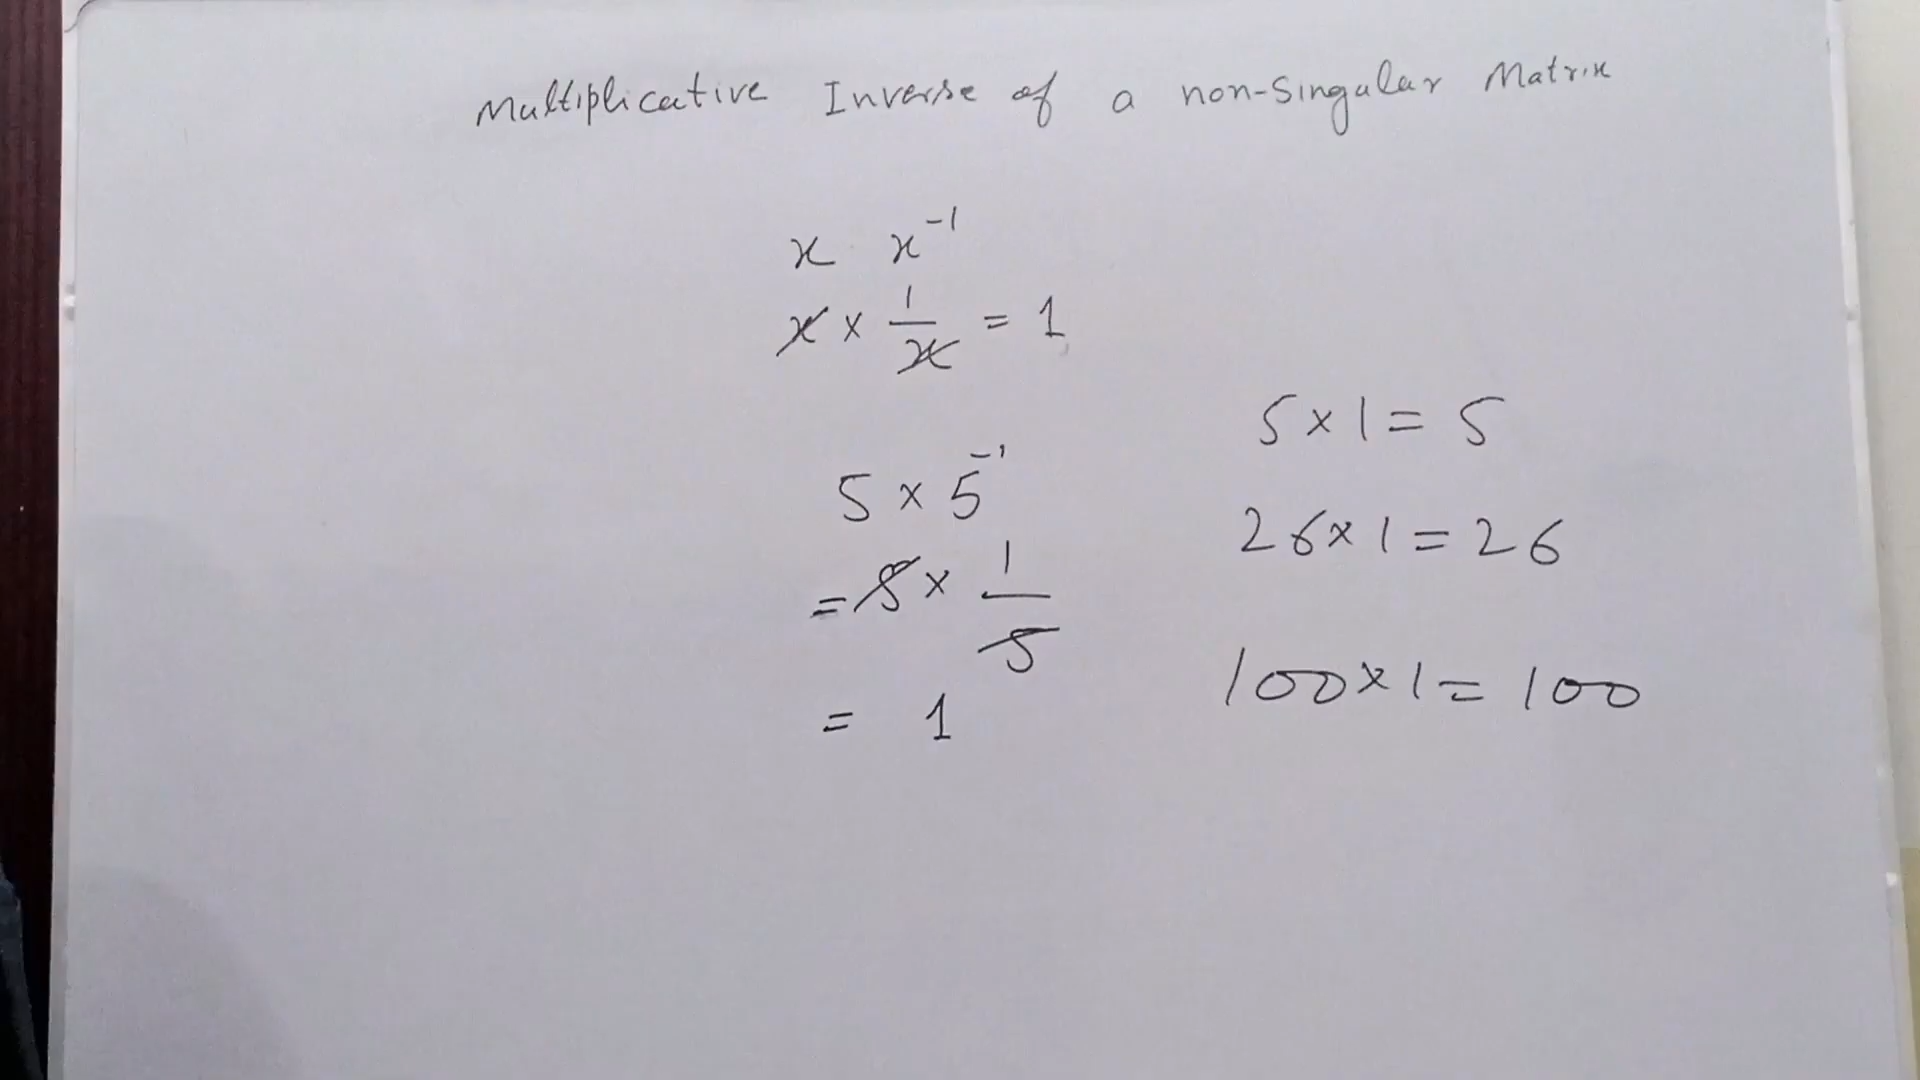 Multiplicative Inverse of a non-Singular Matrix
x x⁻¹
x × 1/x = 1
5 × 5⁻¹
= 5 × 1/5
= 1
5 × 1 = 5
26 × 1 = 26
100 × 1 = 100